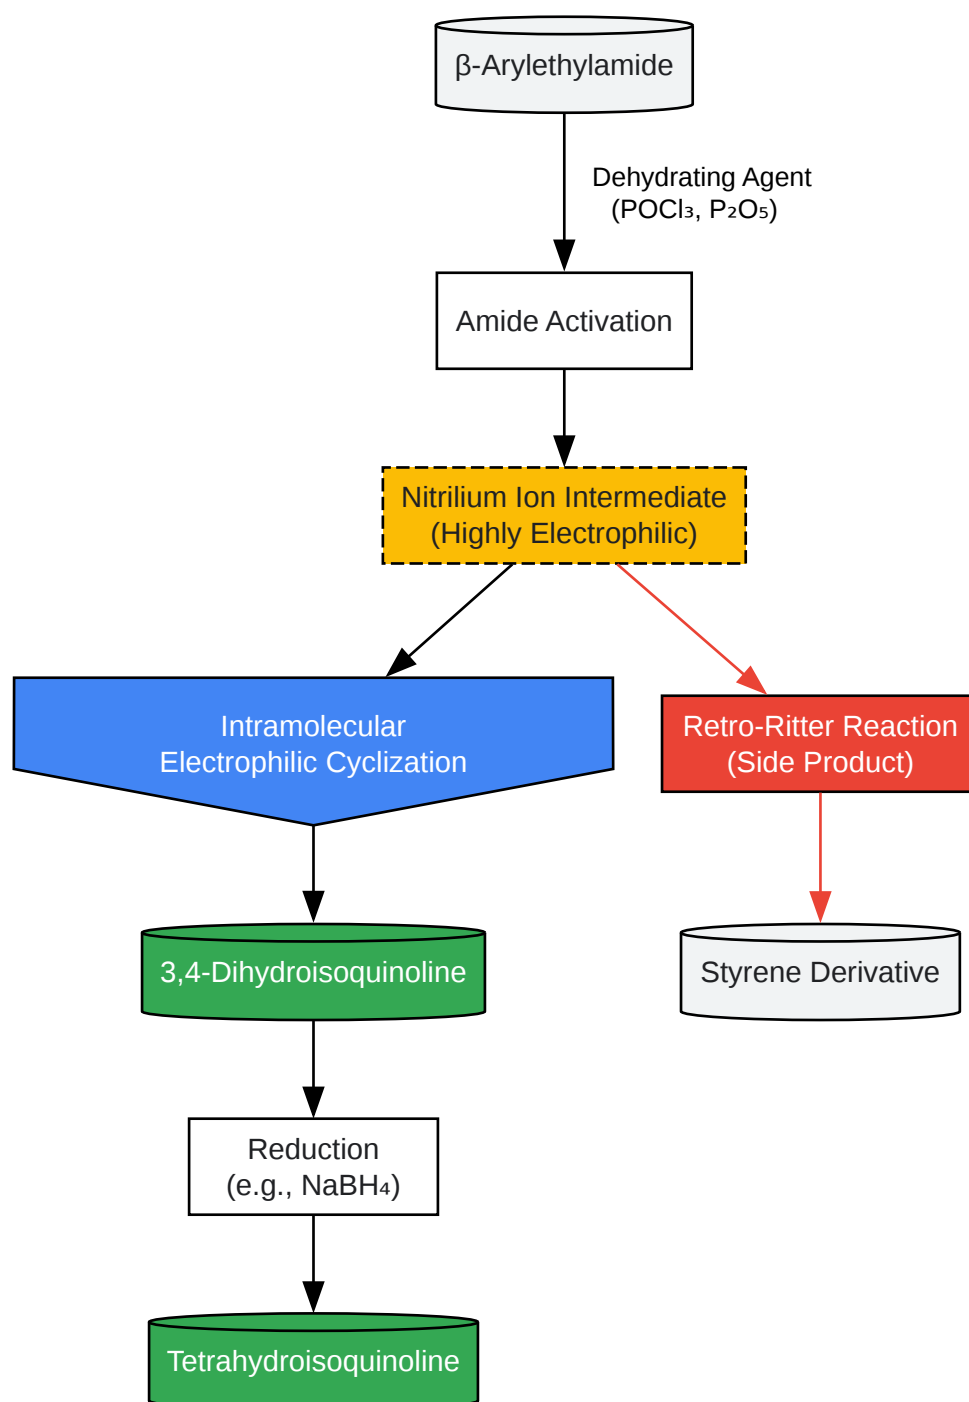 β-Arylethylamide
Dehydrating Agent
(POCl₃, P₂O₅)
Amide Activation
Nitrilium Ion Intermediate
(Highly Electrophilic)
Intramolecular
Electrophilic Cyclization
Retro-Ritter Reaction
(Side Product)
3,4-Dihydroisoquinoline
Styrene Derivative
Reduction
(e.g., NaBH₄)
Tetrahydroisoquinoline